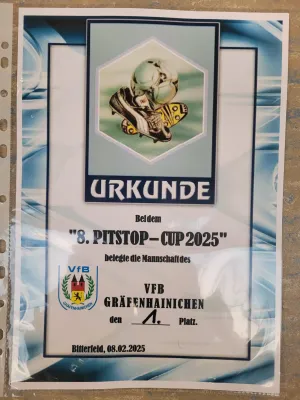 URKUNDE
Bei dem
"8. PITSTOP – CUP 2025"
belegte die Mannschaft des
VfB
VFB
GRÄFENHAINICHEN
den 1. Platz.
Bitterfeld, 08.02.2025